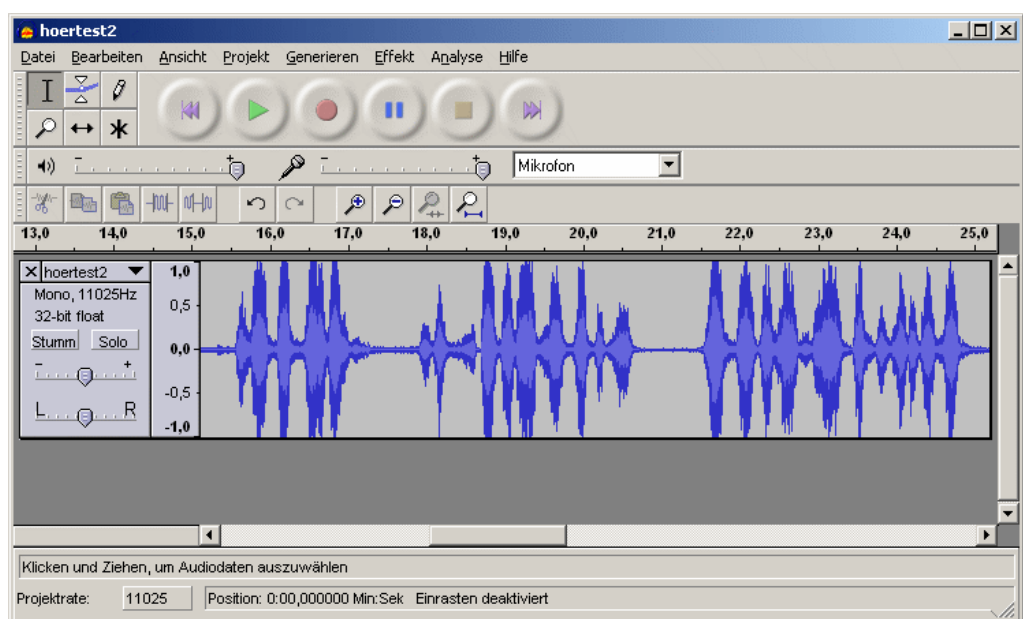 hoertest2
Datei Bearbeiten Ansicht Projekt Generieren Effekt Analyse Hilfe
Mikrofon
13,0 14,0 15,0 16,0 17,0 18,0 19,0 20,0 21,0 22,0 23,0 24,0 25,0
hoertest2
1,0
Mono, 11025Hz
32-bit float
0,5
Stumm Solo
0,0
- +
-0,5
L R
-1,0
Klicken und Ziehen, um Audiodaten auszuwählen
Projektrate: 11025 Position: 0:00,000000 Min:Sek Einrasten deaktiviert